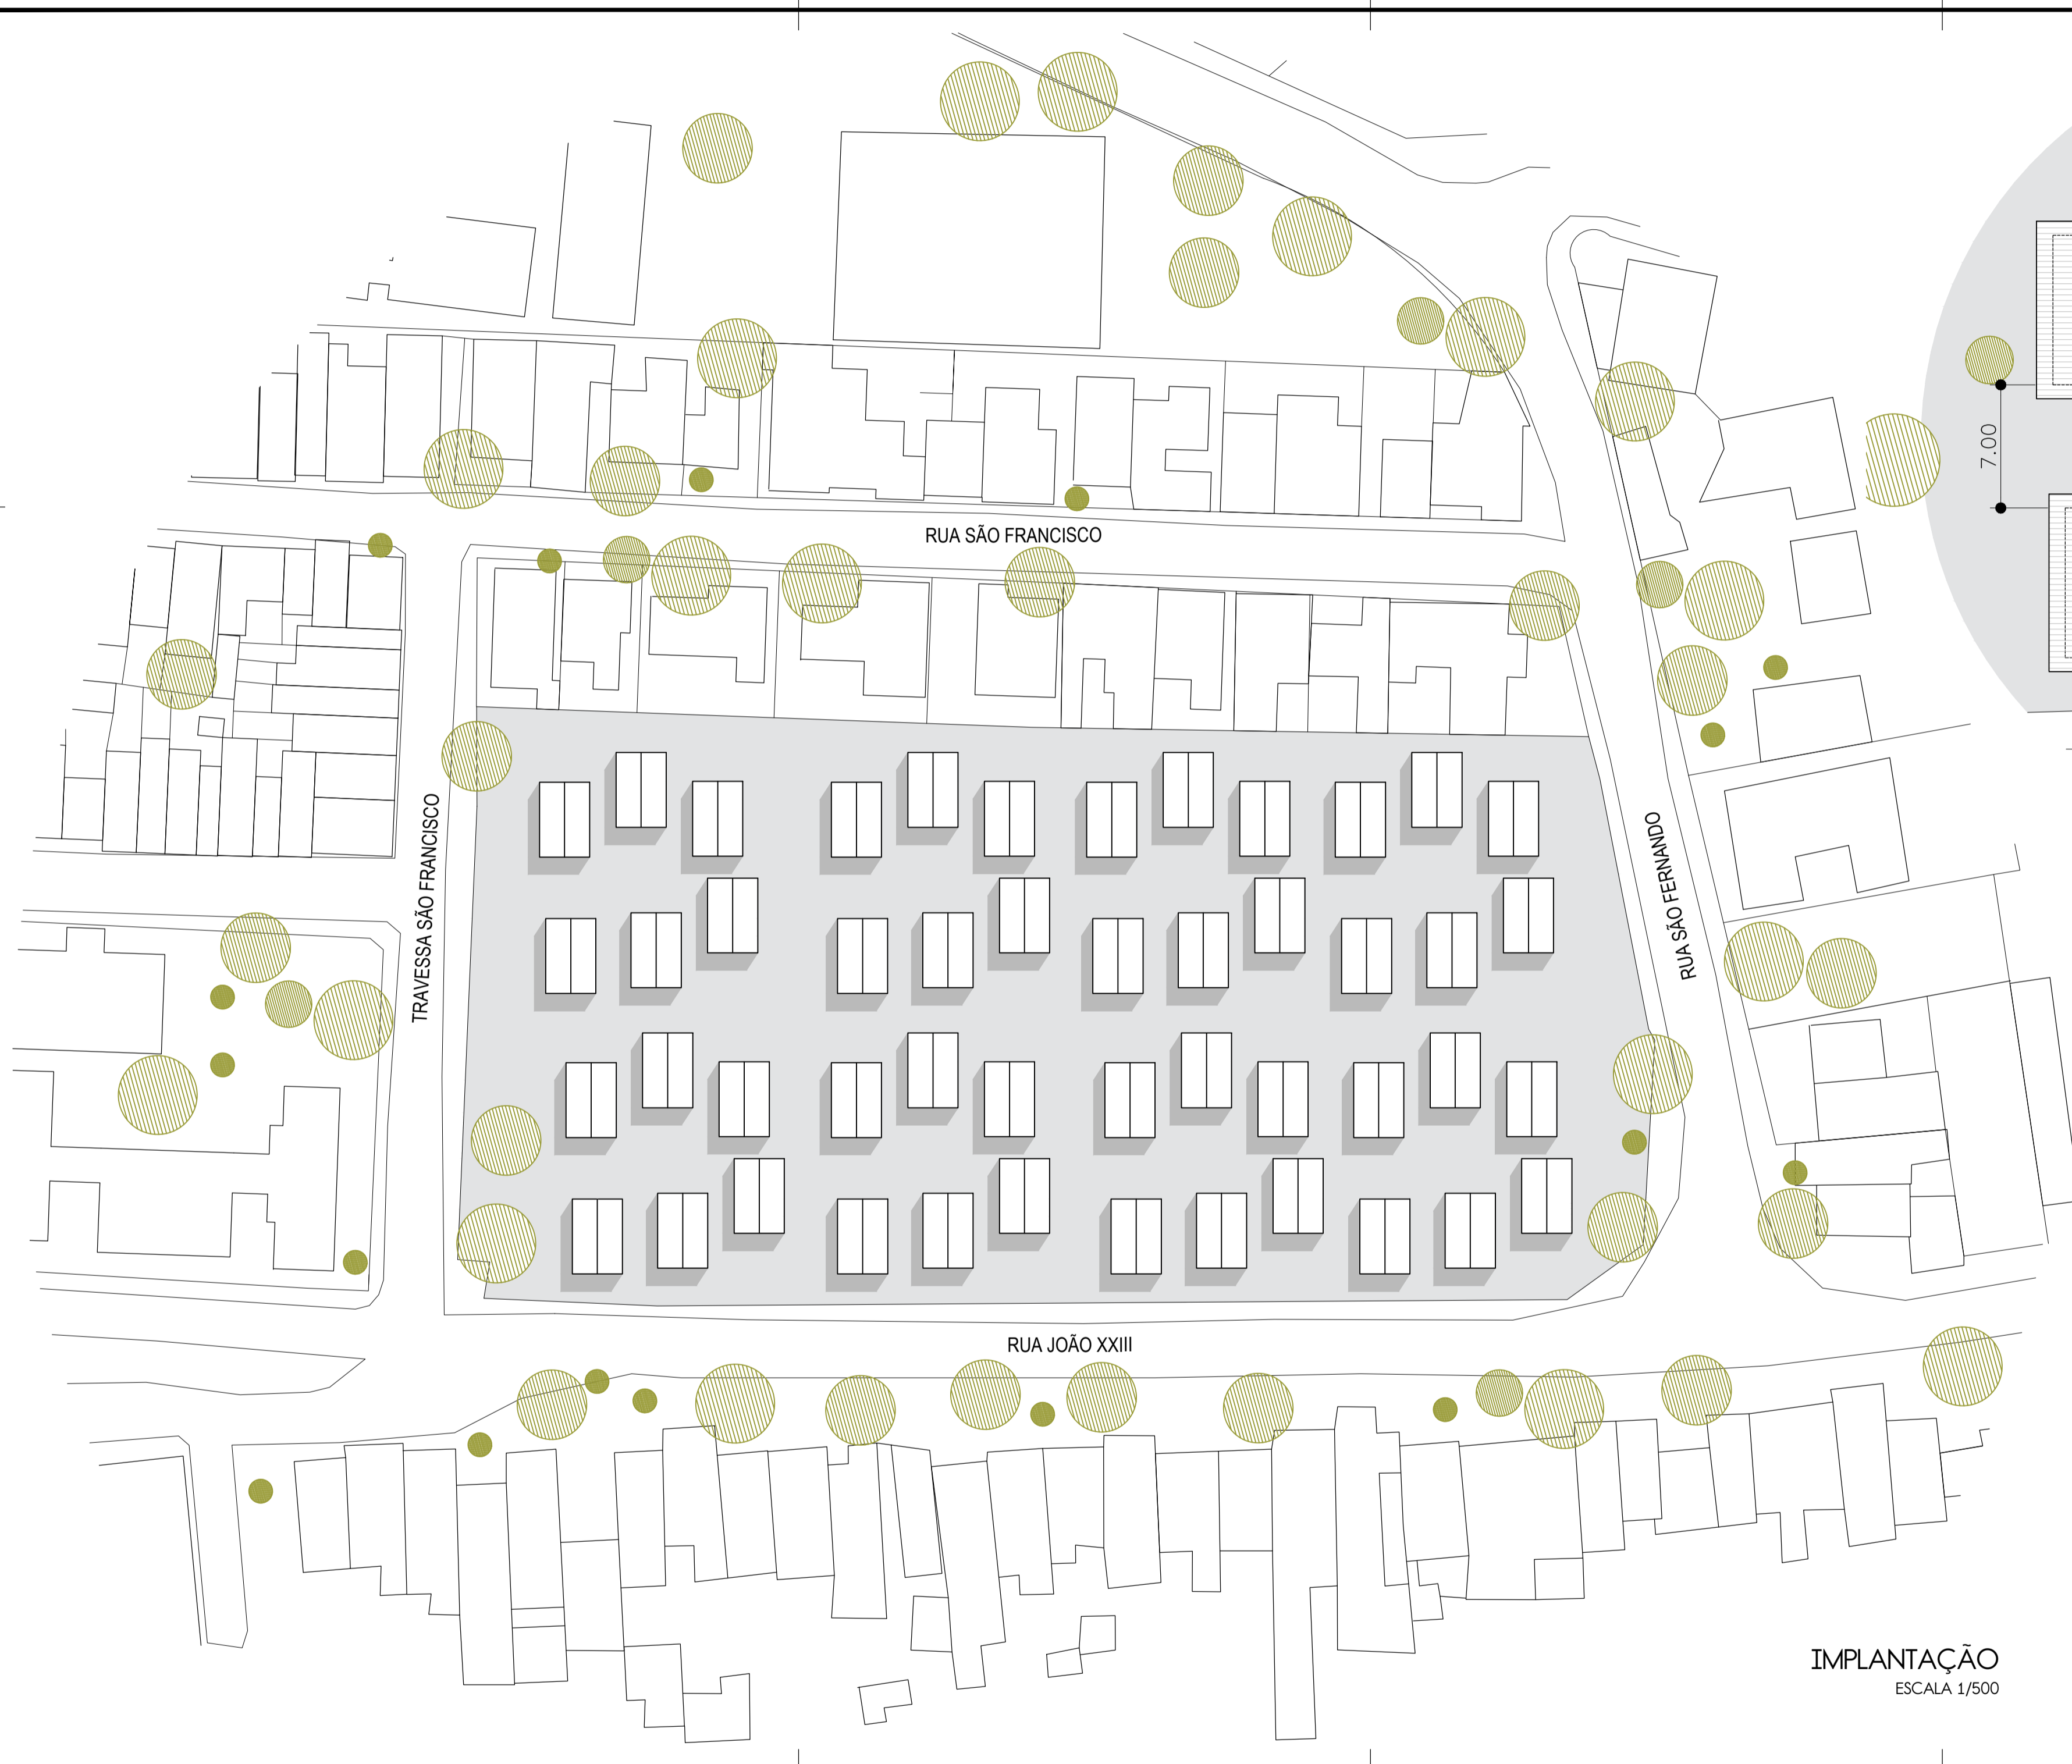 7.00
RUA SÃO FRANCISCO
TRAVESSA SÃO FRANCISCO
RUA SÃO FERNANDO
RUA JOÃO XXIII
IMPLANTAÇÃO
ESCALA 1/500